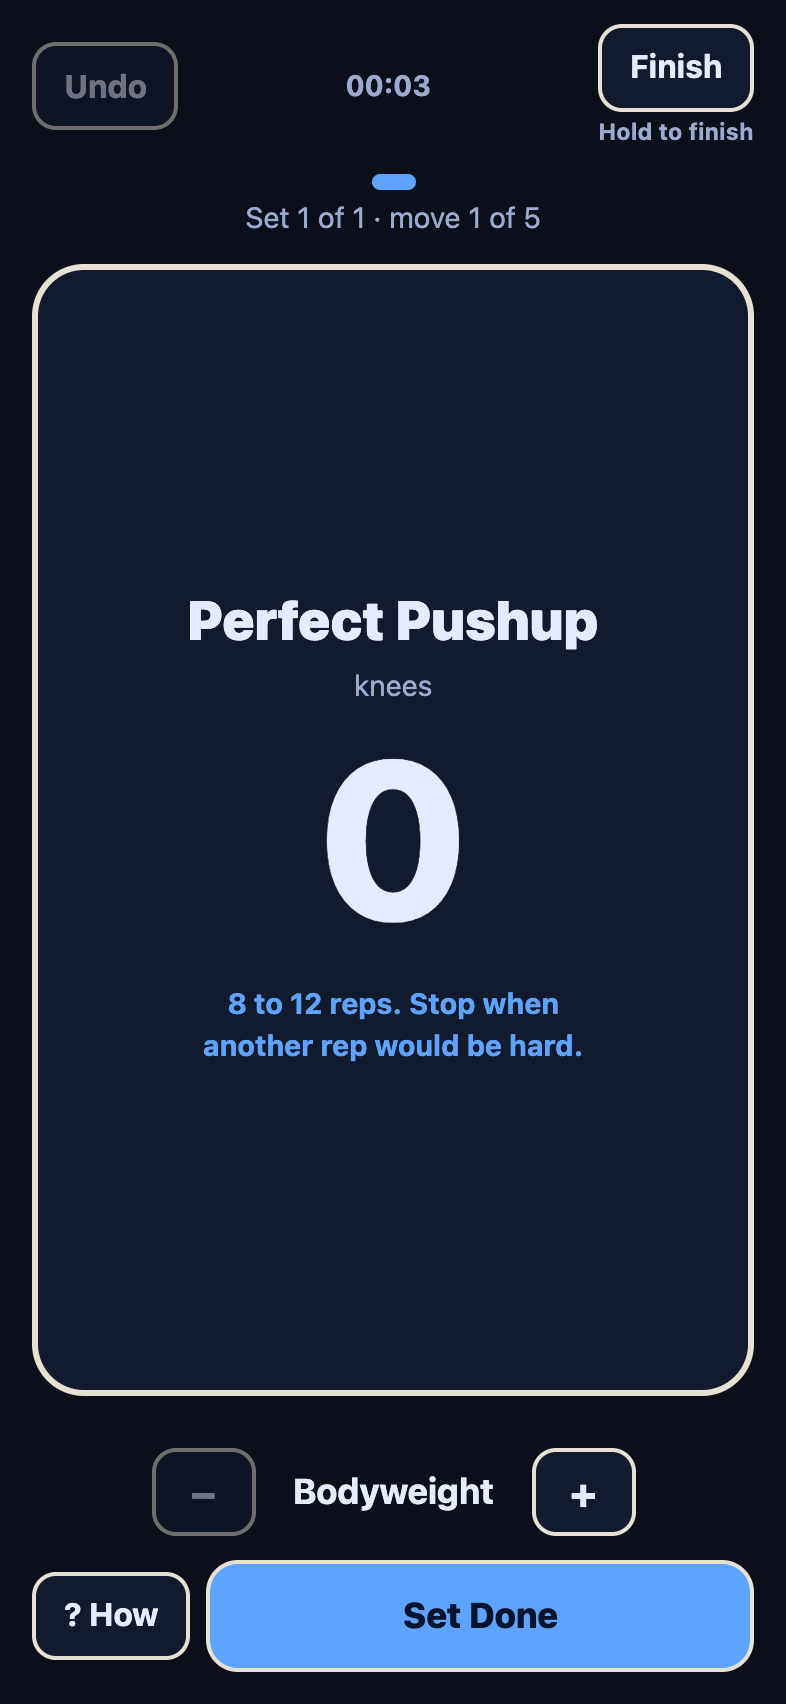 Undo
00:03
Finish
Hold to finish
Set 1 of 1 · move 1 of 5
Perfect Pushup
knees
0
8 to 12 reps. Stop when
another rep would be hard.
− Bodyweight +
? How
Set Done